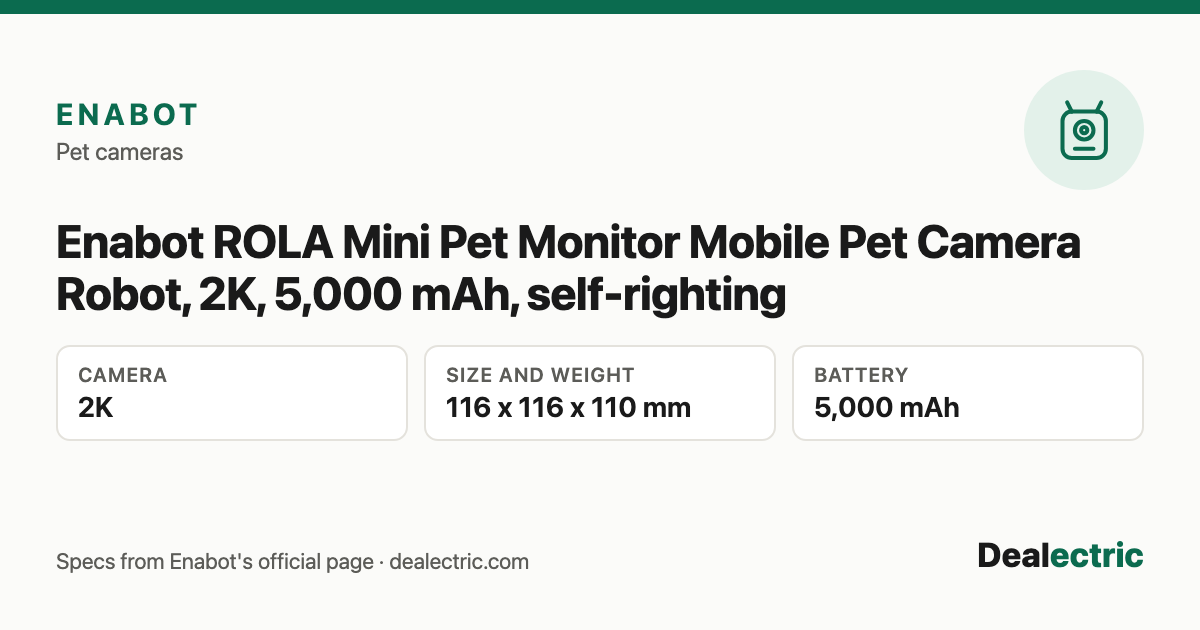 ENABOT
Pet cameras
Enabot ROLA Mini Pet Monitor Mobile Pet Camera
Robot, 2K, 5,000 mAh, self-righting
CAMERA
2K
SIZE AND WEIGHT
116 x 116 x 110 mm
BATTERY
5,000 mAh
Specs from Enabot's official page · dealectric.com
Dealectric